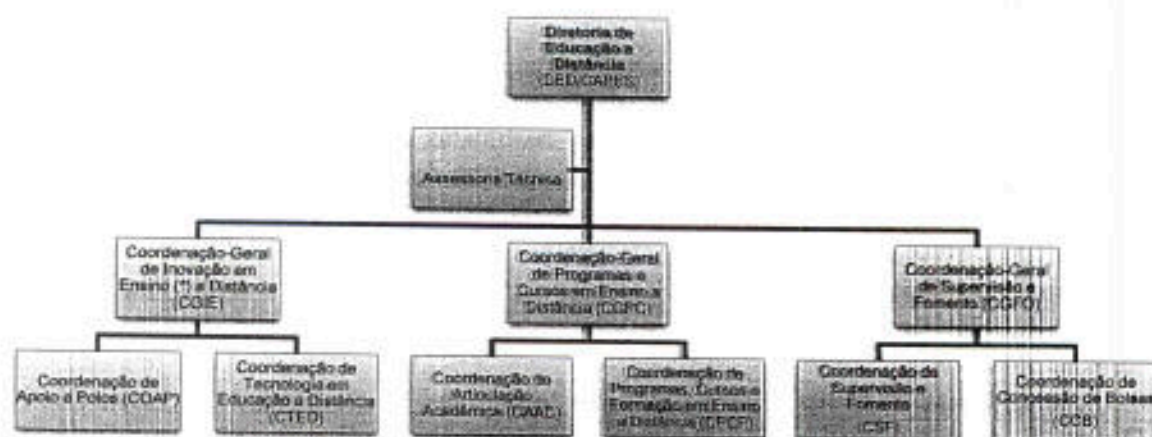 Diretoria de
Educação a
Distância
(DED/CAPES)
Assessoria Técnica
Coordenação-Geral
de Inovação em
Ensino (*) a Distância
(CGIE)
Coordenação-Geral
de Programas e
Cursos em Ensino a
Distância (CGPC)
Coordenação-Geral
de Supervisão e
Fomento (CGFO)
Coordenação de
Apoio a Polos (COAP)
Coordenação de
Tecnologia em
Educação a Distância
(CTED)
Coordenação de
Articulação
Acadêmica (CAAC)
Coordenação de
Programas, Cursos e
Formação em Ensino
a Distância (CPCF)
Coordenação de
Supervisão e
Fomento
(CSF)
Coordenação de
Concessão de Bolsas
(CCB)